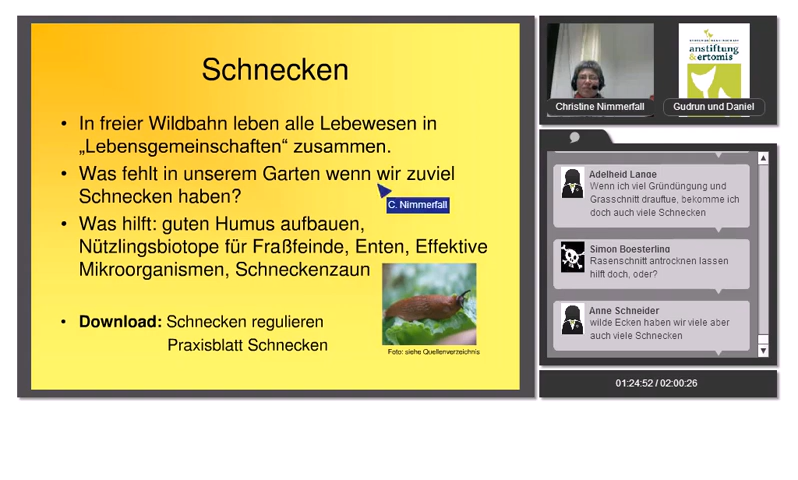 Schnecken
• In freier Wildbahn leben alle Lebewesen in
„Lebensgemeinschaften“ zusammen.
• Was fehlt in unserem Garten wenn wir zuviel
Schnecken haben?
C. Nimmerfall
• Was hilft: guten Humus aufbauen,
Nützlingsbiotope für Fraßfeinde, Enten, Effektive
Mikroorganismen, Schneckenzaun
• Download: Schnecken regulieren
Praxisblatt Schnecken
Foto: siehe Quellenverzeichnis
Christine Nimmerfall
anstiftung
& ertomis
Gudrun und Daniel
Adelheid Lange
Wenn ich viel Gründüngung und
Grasschnitt drauftue, bekomme ich
doch auch viele Schnecken
Simon Boesterling
Rasenschnitt antrocknen lassen
hilft doch, oder?
Anne Schneider
wilde Ecken haben wir viele aber
auch viele Schnecken
01:24:52 / 02:00:26